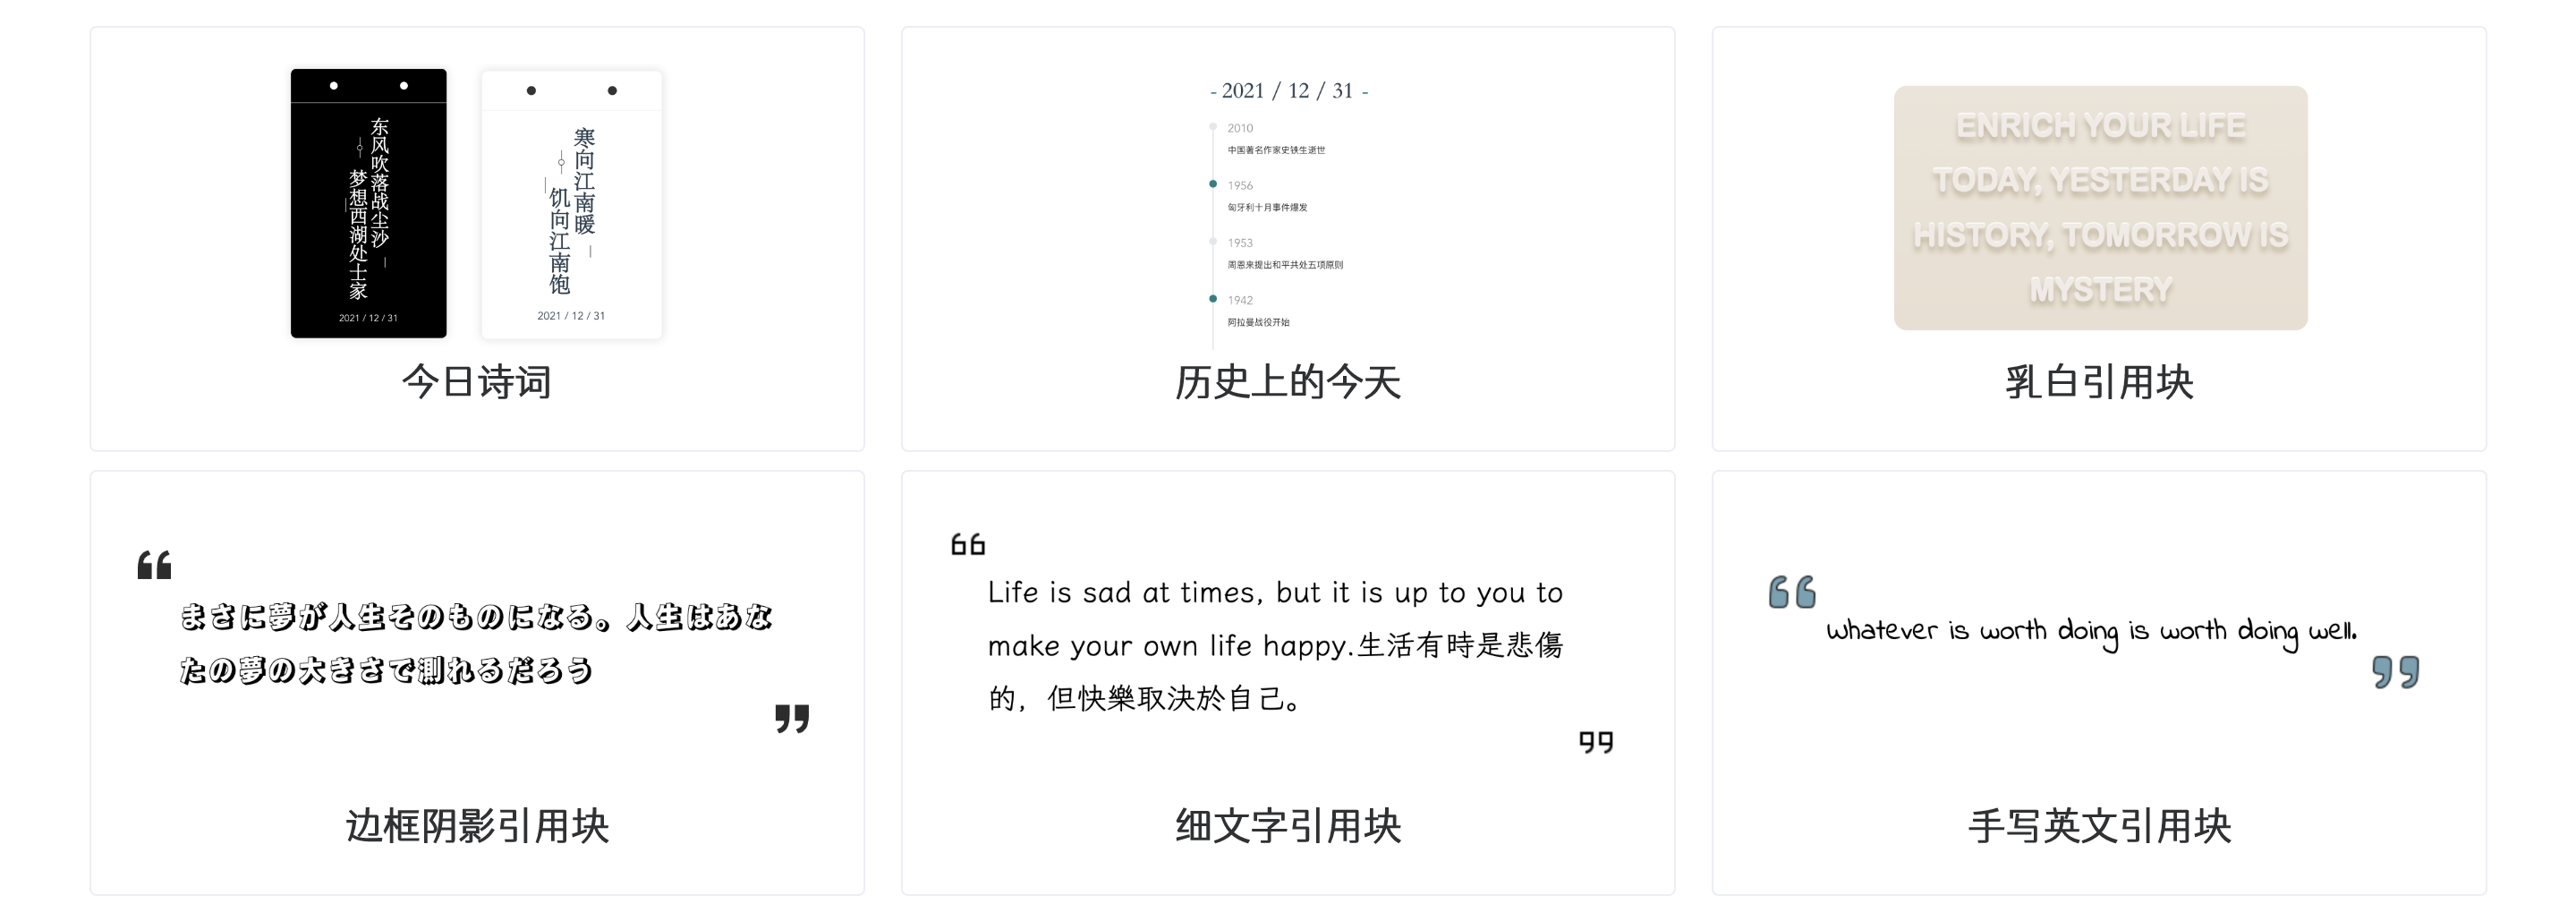 东风吹落战尘沙
梦想西湖处士家
2021 / 12 / 31
寒向江南暖
饥向江南饱
2021 / 12 / 31
今日诗词
- 2021 / 12 / 31 -
2010
中国著名作家史铁生逝世
1956
匈牙利十月事件爆发
1953
周恩来提出和平共处五项原则
1942
阿拉曼战役开始
历史上的今天
ENRICH YOUR LIFE
TODAY, YESTERDAY IS
HISTORY, TOMORROW IS
MYSTERY
乳白引用块
“
まさに夢が人生そのものになる。人生はあな
たの夢の大きさで測れるだろう
”
边框阴影引用块
“
Life is sad at times, but it is up to you to
make your own life happy.生活有時是悲傷
的，但快樂取決於自己。
”
细文字引用块
“
whatever is worth doing is worth doing well.
”
手写英文引用块